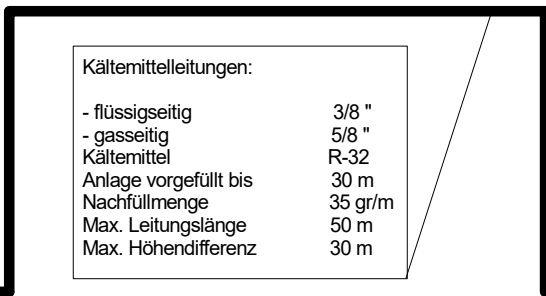 Kältemittelleitungen:
- flüssigseitig 3/8 "
- gasseitig 5/8 "
Kältemittel R-32
Anlage vorgefüllt bis 30 m
Nachfüllmenge 35 gr/m
Max. Leitungslänge 50 m
Max. Höhendifferenz 30 m